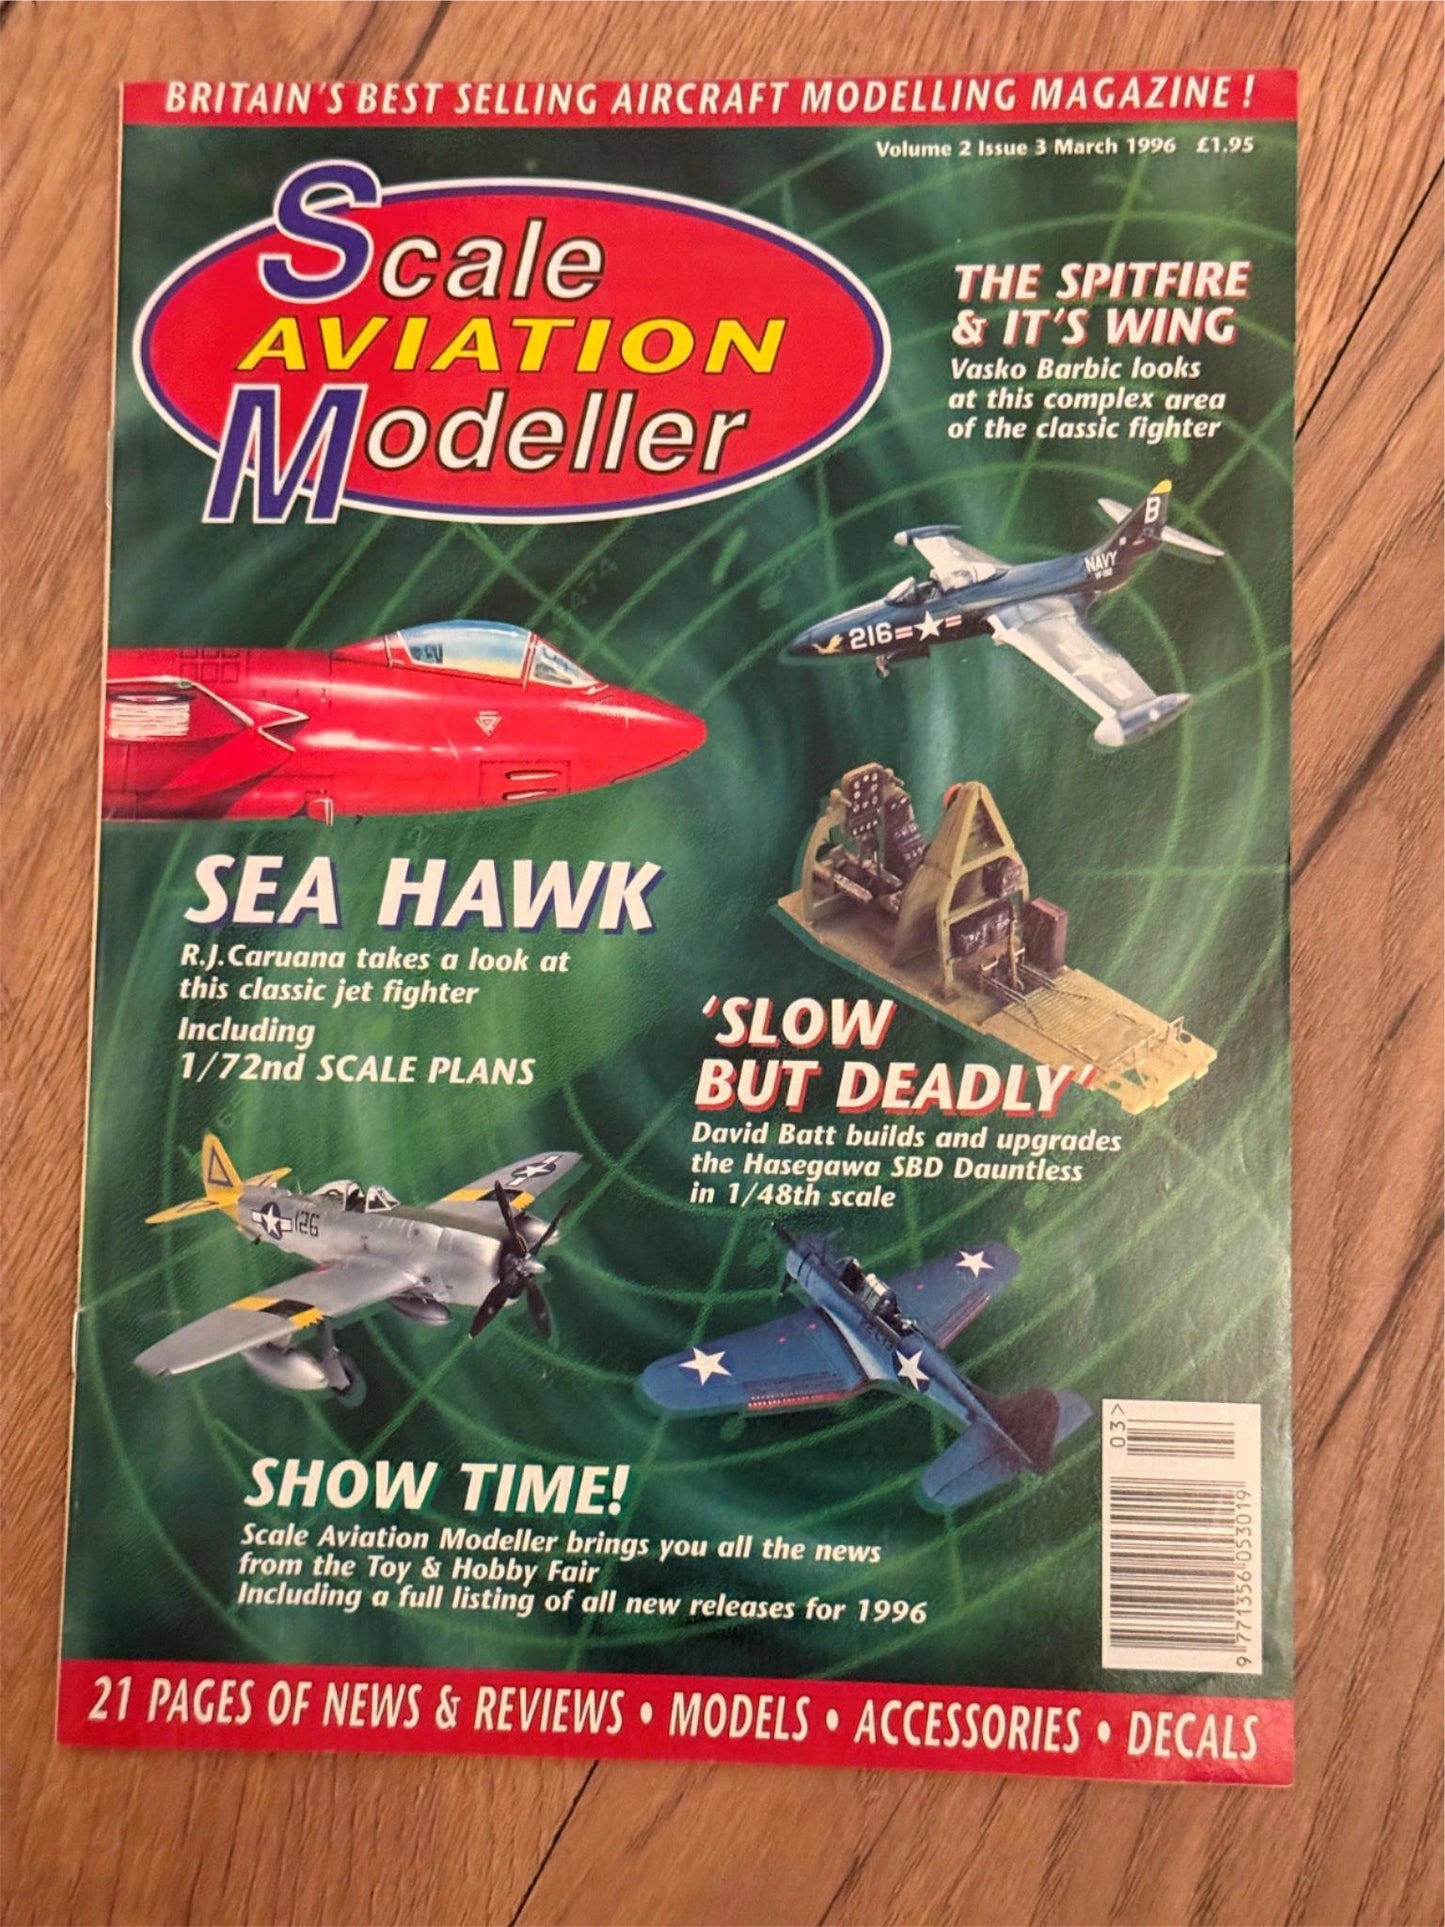 BRITAIN'S BEST SELLING AIRCRAFT MODELLING MAGAZINE!
Volume 2 Issue 3 March 1996 £1.95
Scale
AVIATION
Modeller
THE SPITFIRE
& IT'S WING
Vasko Barbic looks
at this complex area
of the classic fighter
B
NAVY
216
SEA HAWK
R.J.Caruana takes a look at
this classic jet fighter
Including
1/72nd SCALE PLANS
'SLOW
BUT DEADLY'
David Batt builds and upgrades
the Hasegawa SBD Dauntless
in 1/48th scale
126
SHOW TIME!
Scale Aviation Modeller brings you all the news
from the Toy & Hobby Fair
Including a full listing of all new releases for 1996
03>
9 771356 053019
21 PAGES OF NEWS & REVIEWS • MODELS • ACCESSORIES • DECALS